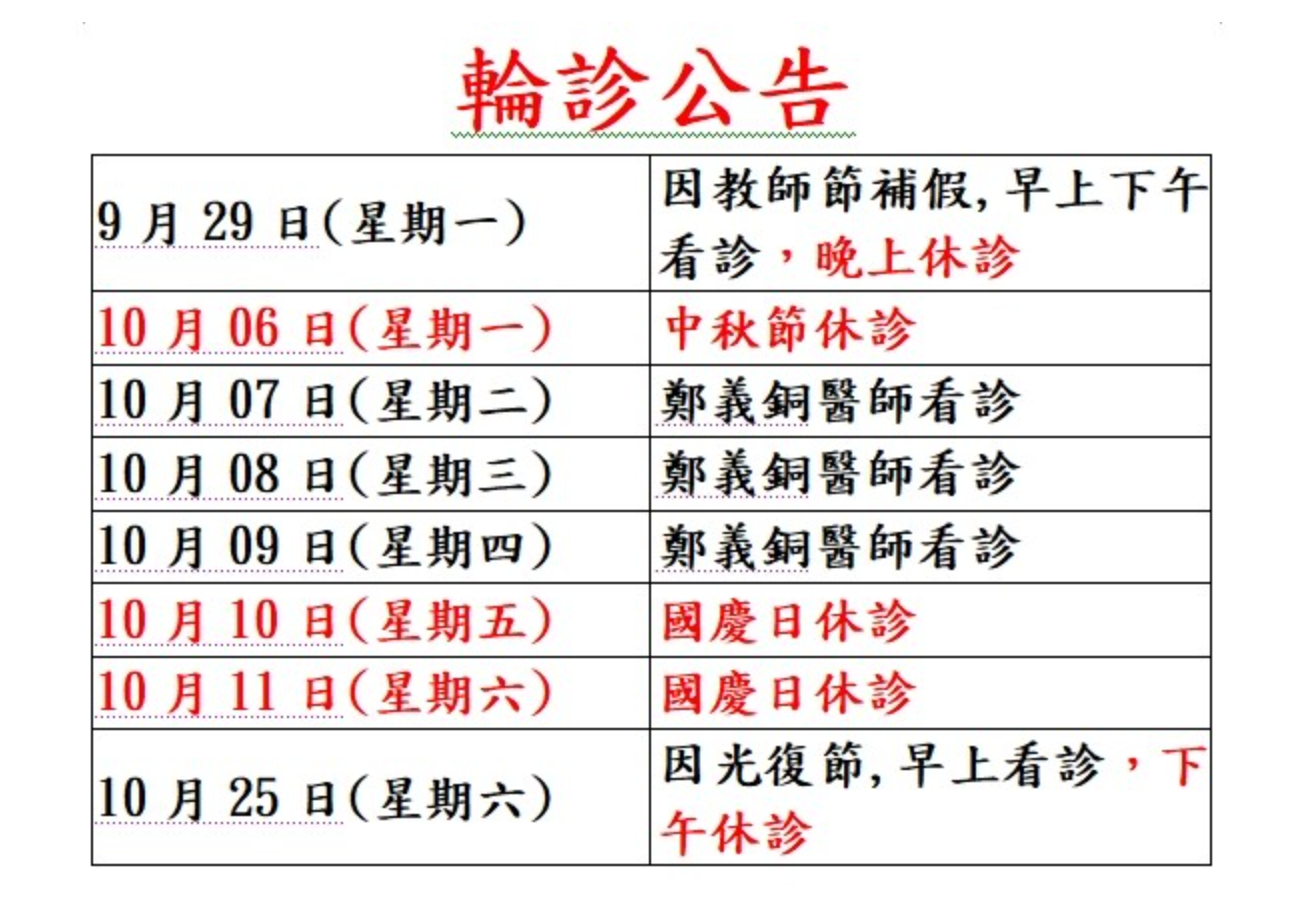 輪診公告
9 月 29 日(星期一)
因教師節補假,早上下午
看診，晚上休診
10 月 06 日(星期一)
中秋節休診
10 月 07 日(星期二)
鄭義銅醫師看診
10 月 08 日(星期三)
鄭義銅醫師看診
10 月 09 日(星期四)
鄭義銅醫師看診
10 月 10 日(星期五)
國慶日休診
10 月 11 日(星期六)
國慶日休診
10 月 25 日(星期六)
因光復節,早上看診，下
午休診